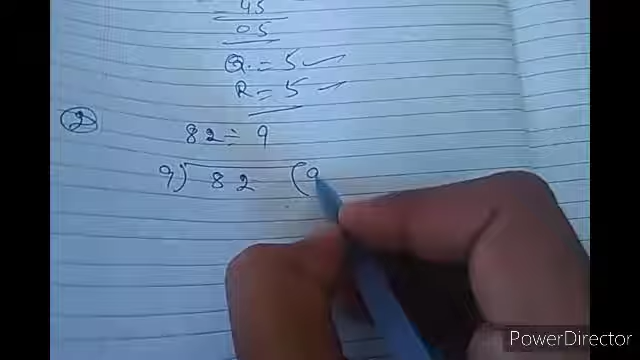 45
05
Q. = 5 ✓
R = 5 ✓
② 82 ÷ 9
9) 82 (9
PowerDirector